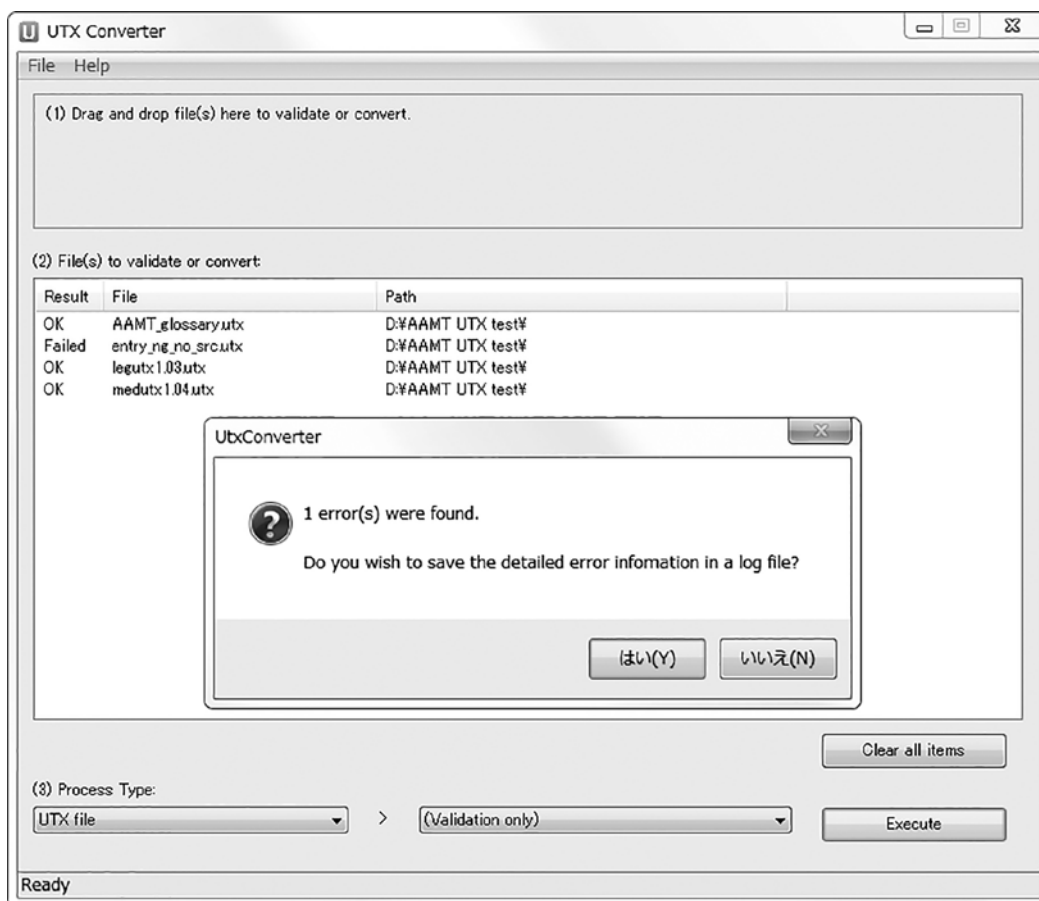 UTX Converter
File Help
(1) Drag and drop file(s) here to validate or convert.
(2) File(s) to validate or convert:
Result File Path
OK AAMT_glossary.utx D:¥AAMT UTX test¥
Failed entry_ng_no_src.utx D:¥AAMT UTX test¥
OK legutx1.03.utx D:¥AAMT UTX test¥
OK medutx1.04.utx D:¥AAMT UTX test¥
UtxConverter
1 error(s) were found.
Do you wish to save the detailed error infomation in a log file?
はい(Y) いいえ(N)
Clear all items
(3) Process Type:
UTX file > (Validation only) Execute
Ready